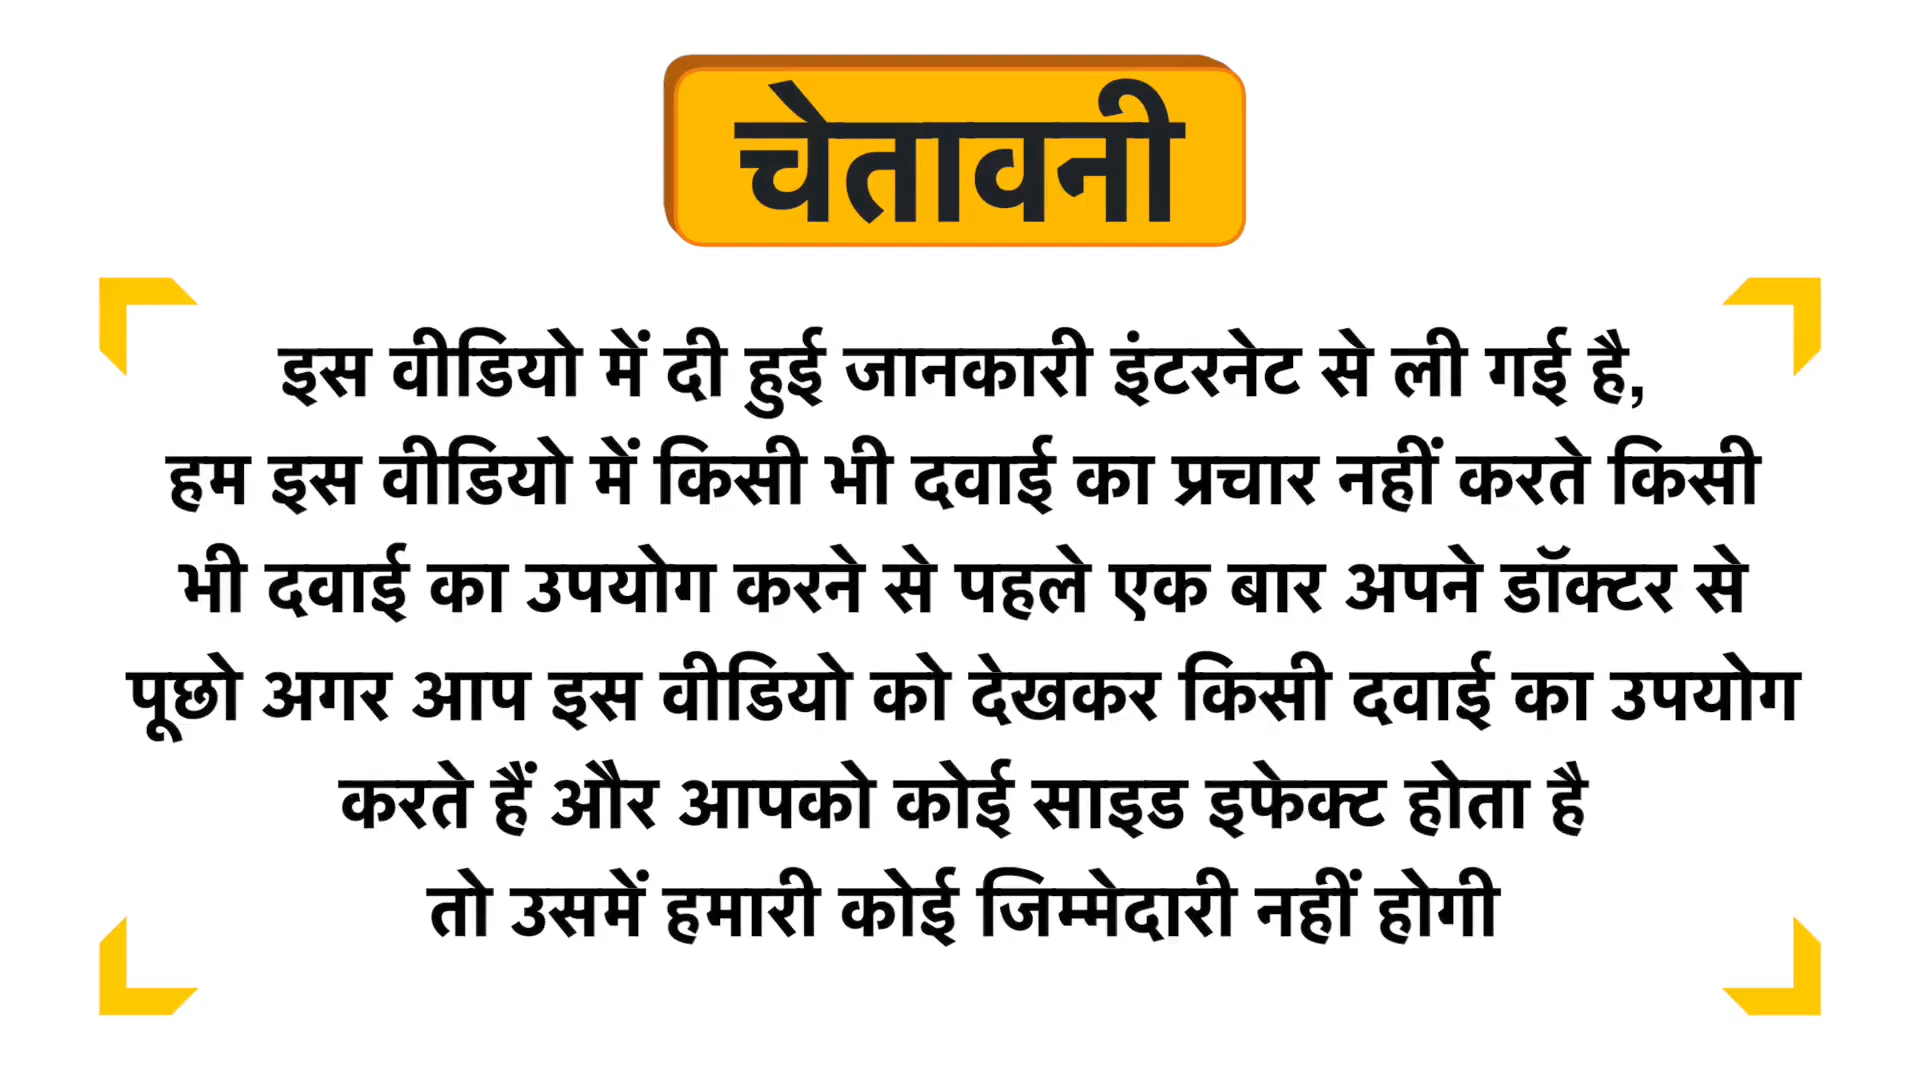 चेतावनी
इस वीडियो में दी हुई जानकारी इंटरनेट से ली गई है,
हम इस वीडियो में किसी भी दवाई का प्रचार नहीं करते किसी
भी दवाई का उपयोग करने से पहले एक बार अपने डॉक्टर से
पूछो अगर आप इस वीडियो को देखकर किसी दवाई का उपयोग
करते हैं और आपको कोई साइड इफेक्ट होता है
तो उसमें हमारी कोई जिम्मेदारी नहीं होगी